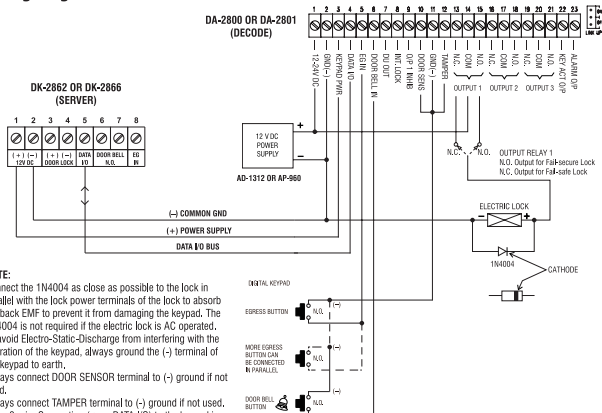 DA-2800 OR DA-2801
(DECODE)
1 2 3 4 5 6 7 8 9 10 11 12 13 14 15 16 17 18 19 20 21 22 23
LINK UP
12-24V DC
GND(-)
KEYPAD PWR
DATA I/O
EG IN
DOOR BELL IN
DU OUT
INT. LOCK
O/P 1 INHIB
DOOR SENS
GND(-)
TAMPER
N.C.
COM
N.O.
N.C.
COM
N.O.
N.C.
COM
N.O.
KEY ACT O/P
ALARM O/P
OUTPUT 1 OUTPUT 2 OUTPUT 3
DK-2862 OR DK-2866
(SERVER)
1 2 3 4 5 6 7 8
(+) (-) (+) (-) DATA DOOR BELL EG
12V DC DOOR LOCK I/O N.O. IN
12 V DC
POWER
SUPPLY
+
−
AD-1312 OR AP-960
N.C. N.O.
OUTPUT RELAY 1
N.O. Output for Fail-secure Lock
N.C. Output for Fail-safe Lock
ELECTRIC LOCK
− +
1N4004
CATHODE
(–) COMMON GND
(+) POWER SUPPLY
DATA I/O BUS
TE:
nnect the 1N4004 as close as possible to the lock in
allel with the lock power terminals of the lock to absorb
back EMF to prevent it from damaging the keypad. The
4004 is not required if the electric lock is AC operated.
void Electro-Static-Discharge from interfering with the
ration of the keypad, always ground the (-) terminal of
keypad to earth.
ays connect DOOR SENSOR terminal to (-) ground if not
d.
ays connect TAMPER terminal to (-) ground if not used.
DIGITAL KEYPAD
EGRESS BUTTON
N.O.
(–)
MORE EGRESS
BUTTON CAN
BE CONNECTED
IN PARALLEL
N.O.
(–)
DOOR BELL
BUTTON
N.O.
(–)